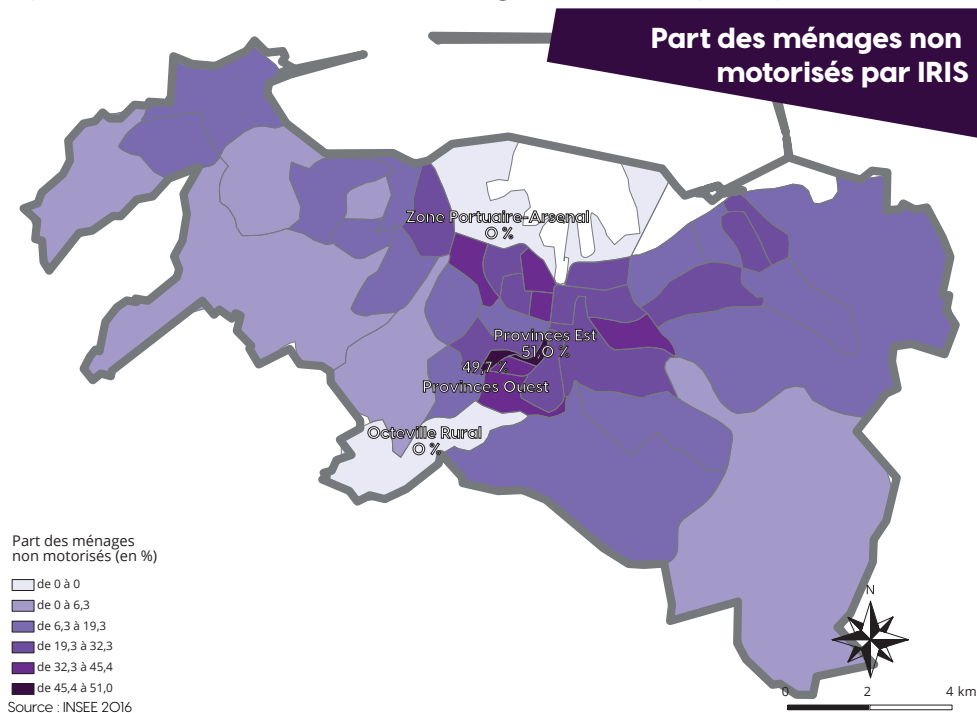 Part des ménages non
motorisés par IRIS
Zone Portuaire-Arsenal
0 %
Provinces Est
51,0 %
49,7 %
Provinces Ouest
Octeville Rural
0 %
Part des ménages
non motorisés (en %)
de 0 à 0
de 0 à 6,3
de 6,3 à 19,3
de 19,3 à 32,3
de 32,3 à 45,4
de 45,4 à 51,0
Source : INSEE 2016
N
0 2 4 km